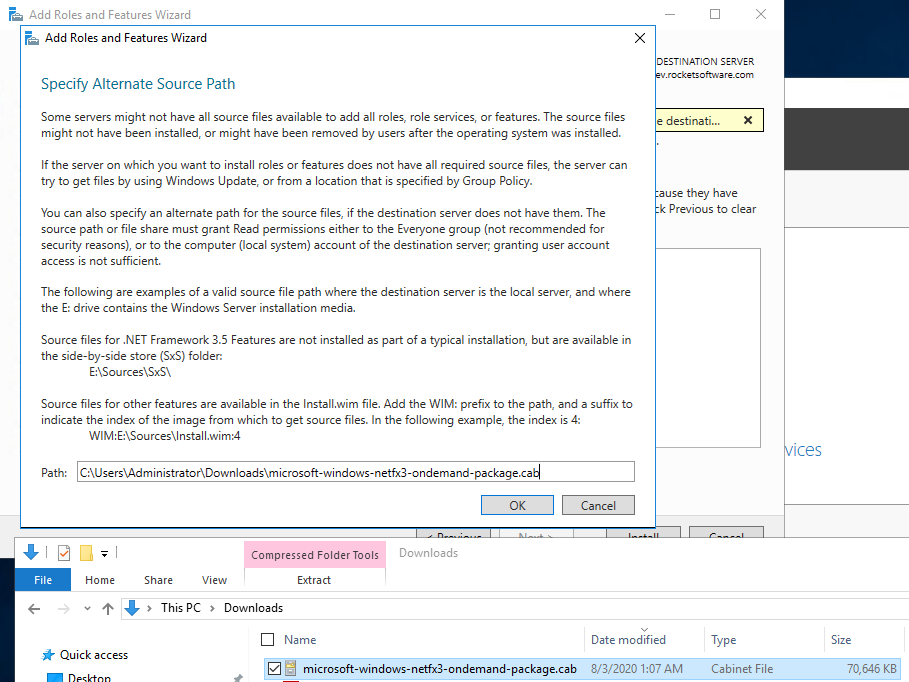 Add Roles and Features Wizard
Add Roles and Features Wizard
DESTINATION SERVER
ev.rocketsoftware.com
Specify Alternate Source Path
Some servers might not have all source files available to add all roles, role services, or features. The source files
might not have been installed, or might have been removed by users after the operating system was installed.
e destinati...
If the server on which you want to install roles or features does not have all required source files, the server can
try to get files by using Windows Update, or from a location that is specified by Group Policy.
cause they have
ck Previous to clear
You can also specify an alternate path for the source files, if the destination server does not have them. The
source path or file share must grant Read permissions either to the Everyone group (not recommended for
security reasons), or to the computer (local system) account of the destination server; granting user account
access is not sufficient.
The following are examples of a valid source file path where the destination server is the local server, and where
the E: drive contains the Windows Server installation media.
Source files for .NET Framework 3.5 Features are not installed as part of a typical installation, but are available in
the side-by-side store (SxS) folder:
E:\Sources\SxS\
Source files for other features are available in the Install.wim file. Add the WIM: prefix to the path, and a suffix to
indicate the index of the image from which to get source files. In the following example, the index is 4:
WIM:E:\Sources\Install.wim:4
vices
Path: C:\Users\Administrator\Downloads\microsoft-windows-netfx3-ondemand-package.cab
OK Cancel
< Previous Next > Install Cancel
Compressed Folder Tools Downloads
File Home Share View Extract
This PC > Downloads
Name Date modified Type Size
Quick access
microsoft-windows-netfx3-ondemand-package.cab 8/3/2020 1:07 AM Cabinet File 70,646 KB
Desktop